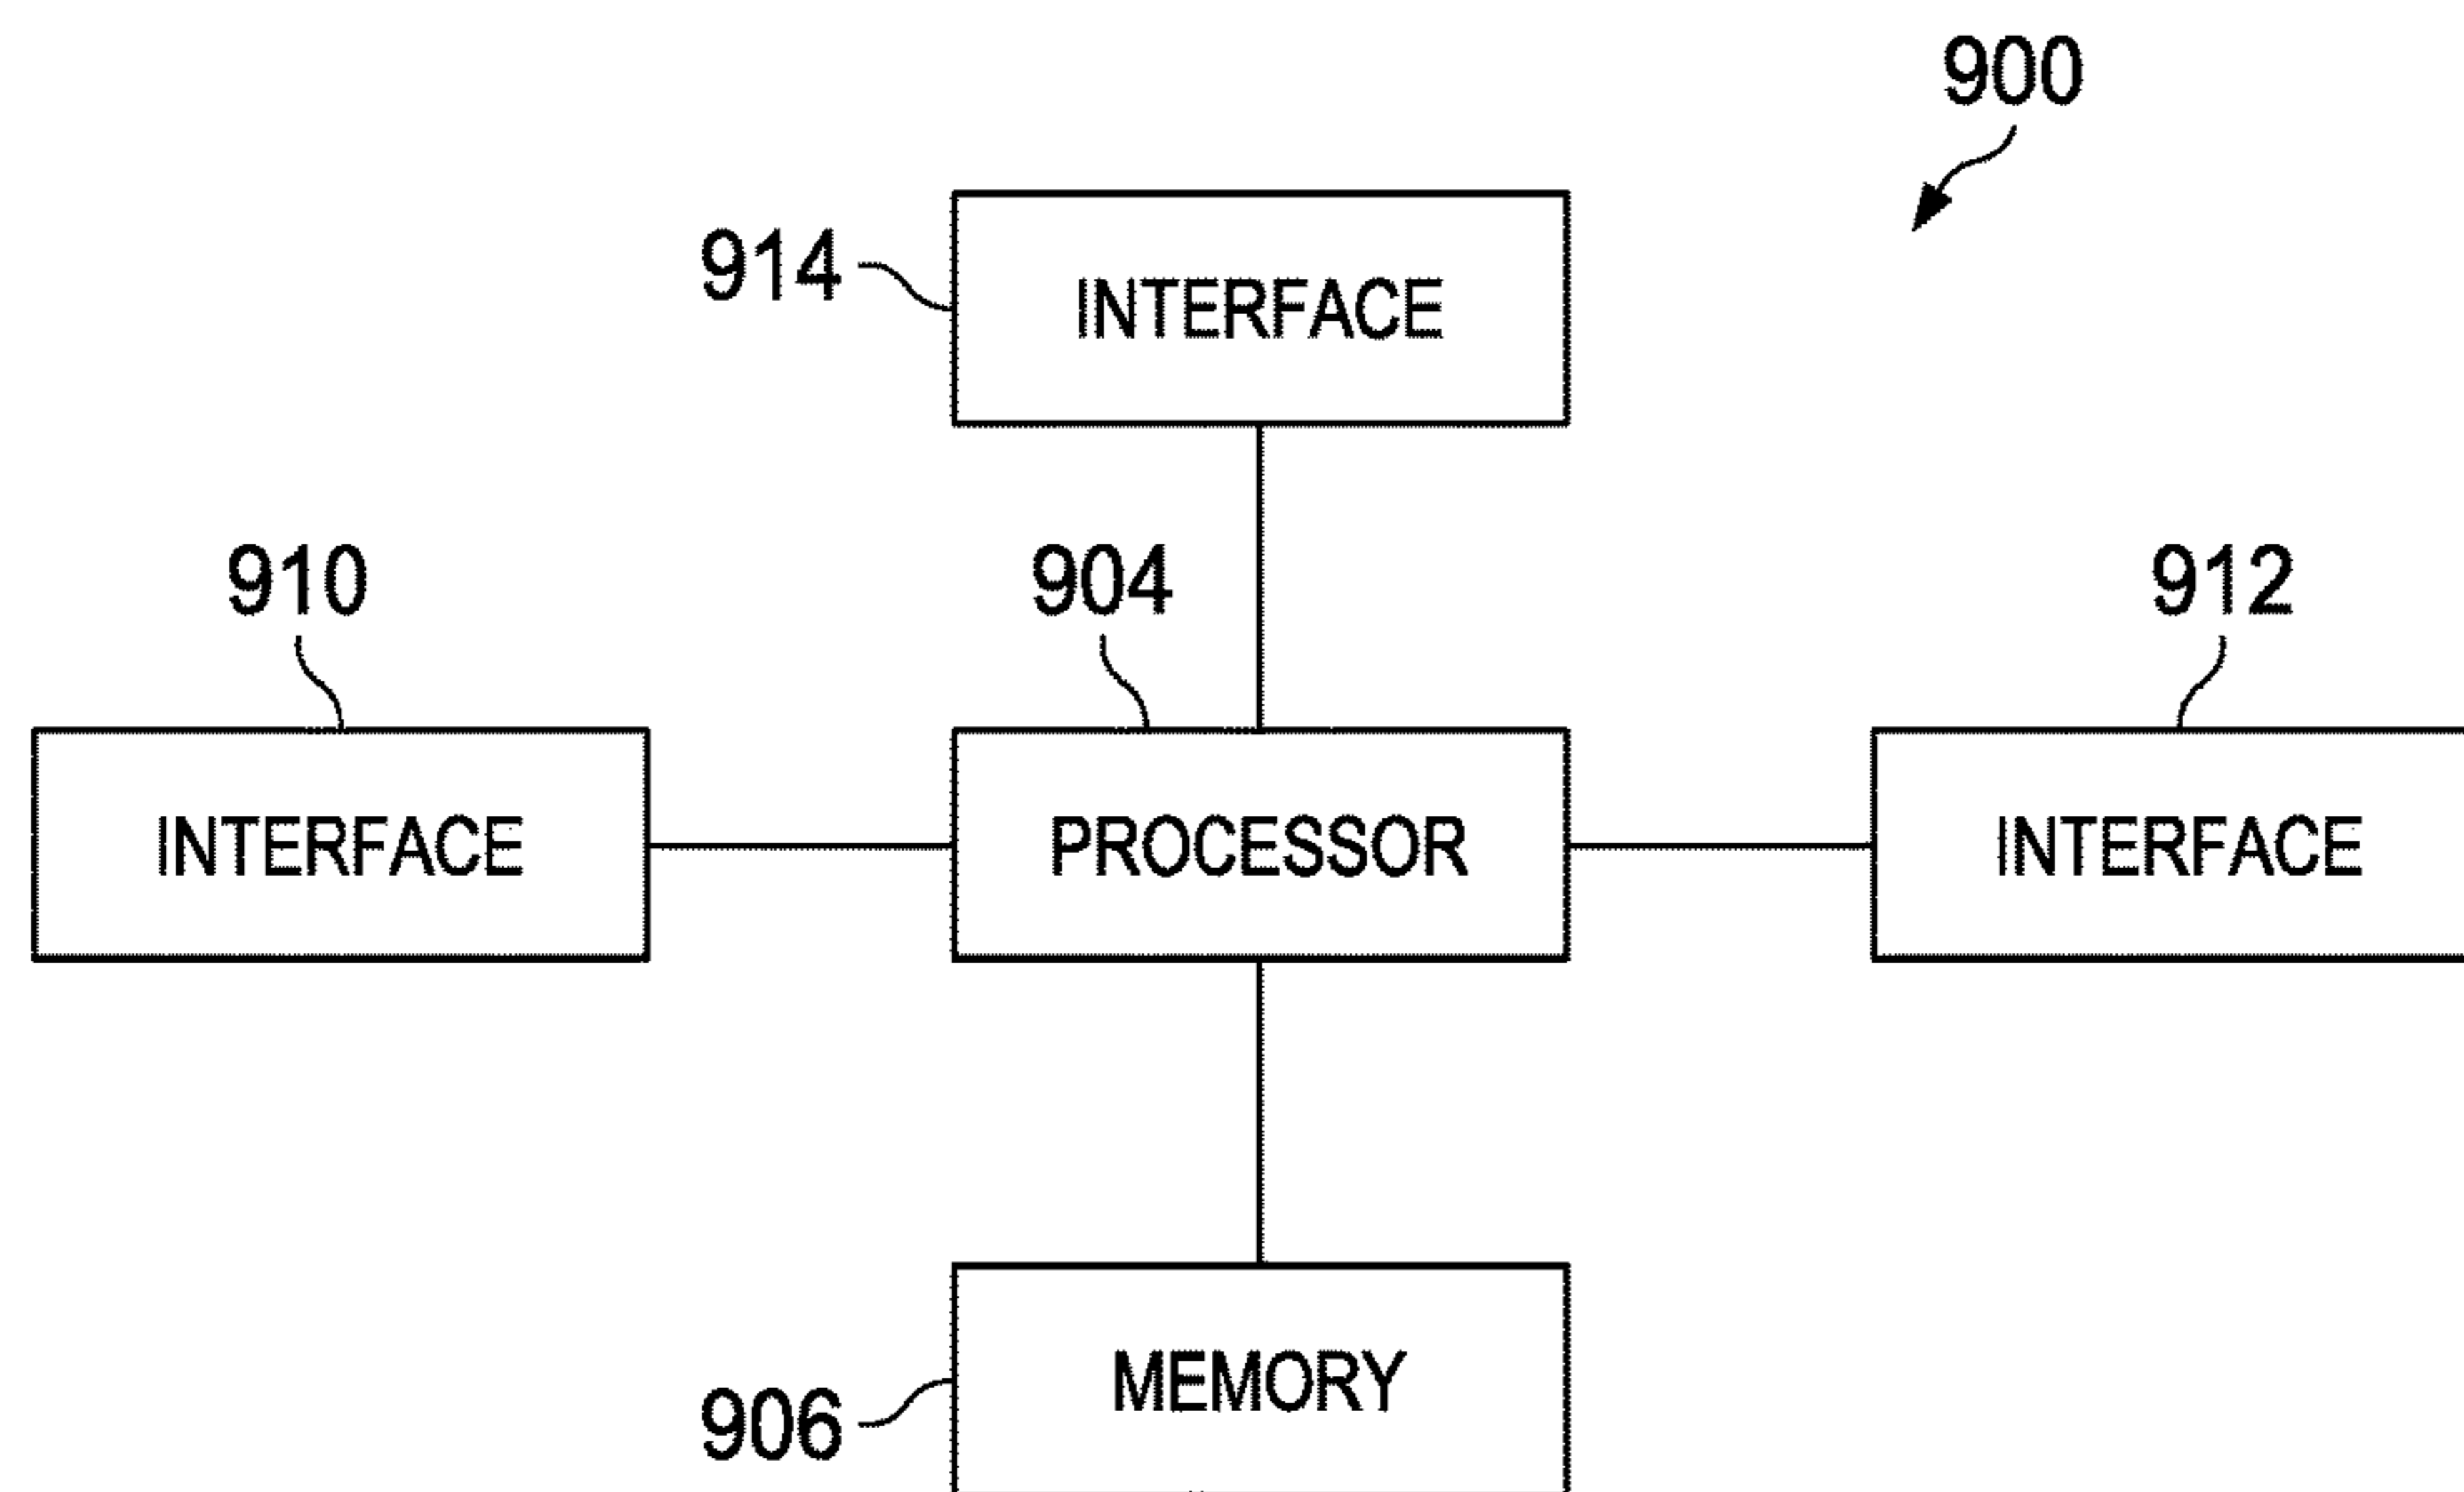 900
914
INTERFACE
910
904
912
INTERFACE
PROCESSOR
INTERFACE
MEMORY
906